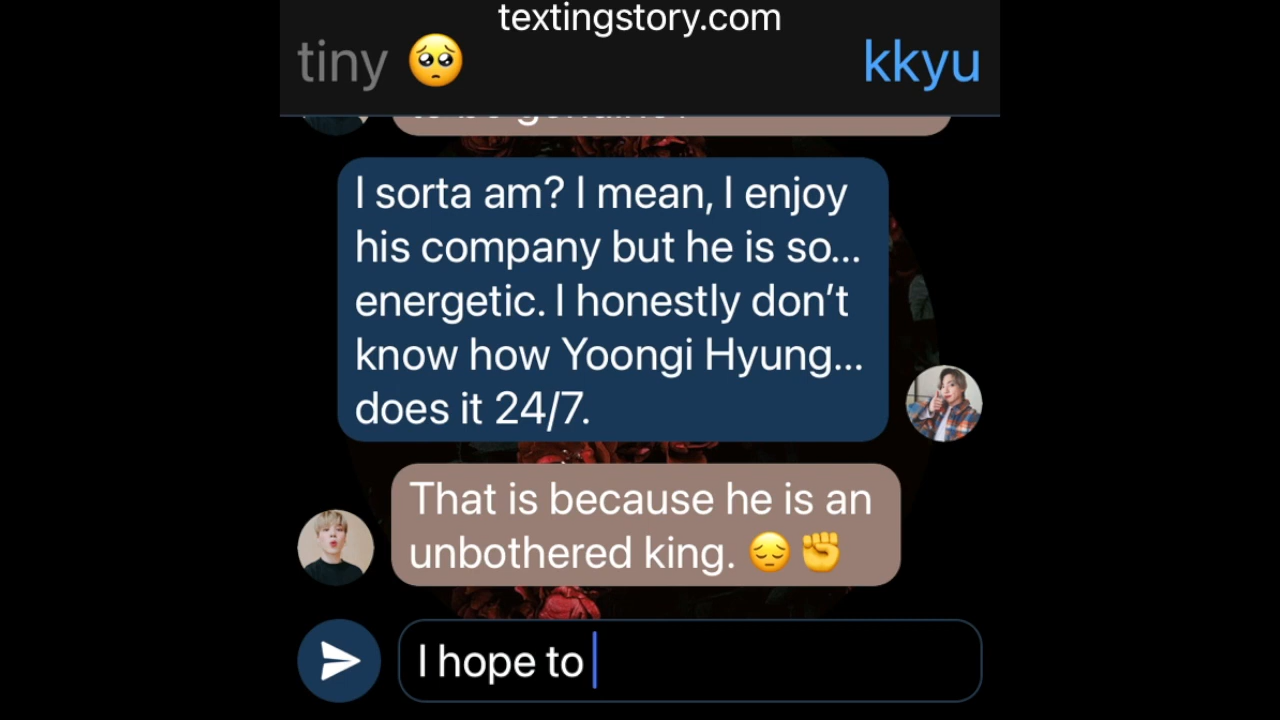 textingstory.com
tiny 🥺
kkyu
I sorta am? I mean, I enjoy
his company but he is so...
energetic. I honestly don’t
know how Yoongi Hyung...
does it 24/7.
That is because he is an
unbothered king. 😔 ✊
I hope to